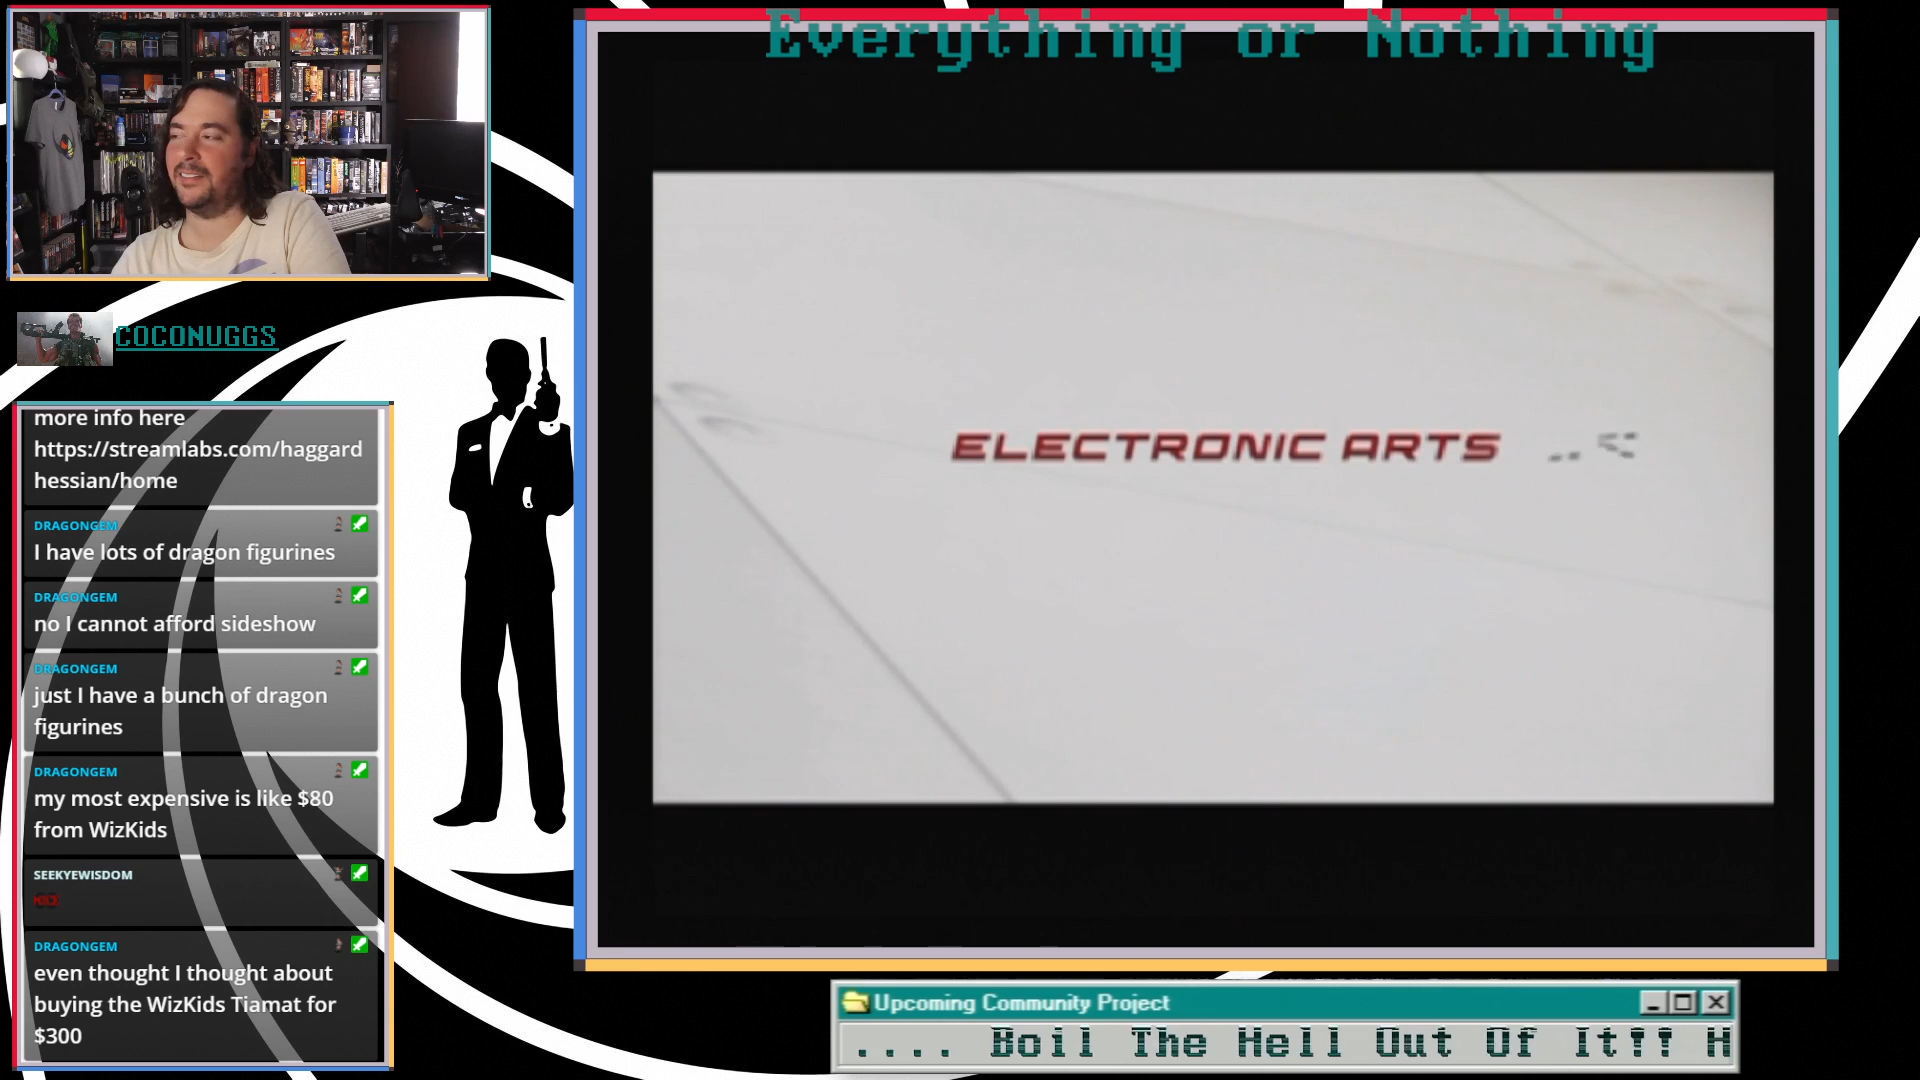 Everything or Nothing
ELECTRONIC ARTS
COCONUGGS
more info here
https://streamlabs.com/haggard
hessian/home
DRAGONGEM
I have lots of dragon figurines
DRAGONGEM
no I cannot afford sideshow
DRAGONGEM
just I have a bunch of dragon
figurines
DRAGONGEM
my most expensive is like $80
from WizKids
SEEKYEWISDOM
DRAGONGEM
even thought I thought about
buying the WizKids Tiamat for
$300
Upcoming Community Project
.... Boil The Hell Out Of It!! H